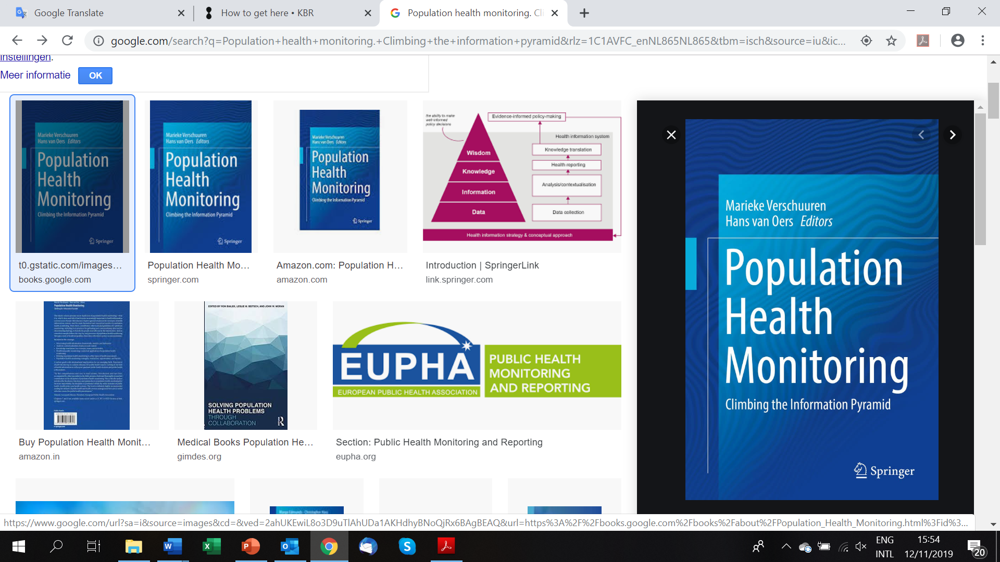 Google Translate
How to get here • KBR
Population health monitoring. Cli
google.com/search?q=Population+health+monitoring.+Climbing+the+information+pyramid&rlz=1C1AVFC_enNL865NL865&tbm=isch&source=iu&ic...
instellingen.
Meer informatie
OK
Marieke Verschuuren
Hans van Oers Editors
Population
Health
Monitoring
Climbing the Information Pyramid
Springer
t0.gstatic.com/images...
books.google.com
Marieke Verschuuren
Hans van Oers Editors
Population
Health
Monitoring
Climbing the Information Pyramid
Springer
Population Health Mo...
springer.com
Marieke Verschuuren
Hans van Oers Editors
Population
Health
Monitoring
Climbing the Information Pyramid
Springer
Amazon.com: Population H...
amazon.com
the ability to make
well-informed
policy decisions
Wisdom
Knowledge
Information
Data
Evidence-informed policy-making
Health information system
Knowledge translation
Health reporting
Analysis/contextualisation
Data collection
Health information strategy & conceptual approach
Introduction | SpringerLink
link.springer.com
Population Health Monitoring
Buy Population Health Monit...
amazon.in
EDITED BY RON BIALEK, LESLIE M. BEITSCH, AND JOHN W. MORAN
SOLVING POPULATION
HEALTH PROBLEMS
THROUGH
COLLABORATION
R
Medical Books Population He...
gimdes.org
EUPHA
EUROPEAN PUBLIC HEALTH ASSOCIATION
PUBLIC HEALTH
MONITORING
AND REPORTING
Section: Public Health Monitoring and Reporting
eupha.org
Marieke Verschuuren
Hans van Oers Editors
Population
Health
Monitoring
Climbing the Information Pyramid
Springer
https://www.google.com/url?sa=i&source=images&cd=&ved=2ahUKEwiL8o3D9uTlAhUDa1AKHdhyBNoQjRx6BAgBEAQ&url=https%3A%2F%2Fbooks.google.com%2Fbooks%2Fabout%2FPopulation_Health_Monitoring.html%3Fid%3...
ENG
INTL
15:54
12/11/2019
20